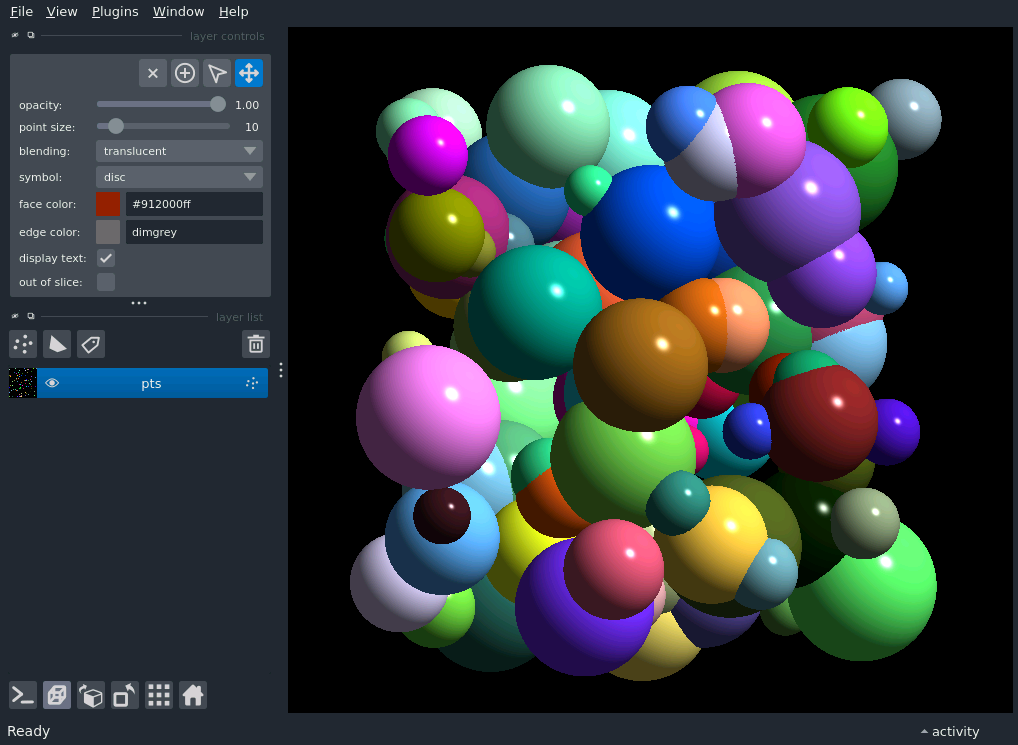 File View Plugins Window Help
layer controls
opacity: 1.00
point size: 10
blending: translucent
symbol: disc
face color: #912000ff
edge color: dimgrey
display text:
out of slice:
layer list
pts
Ready
activity